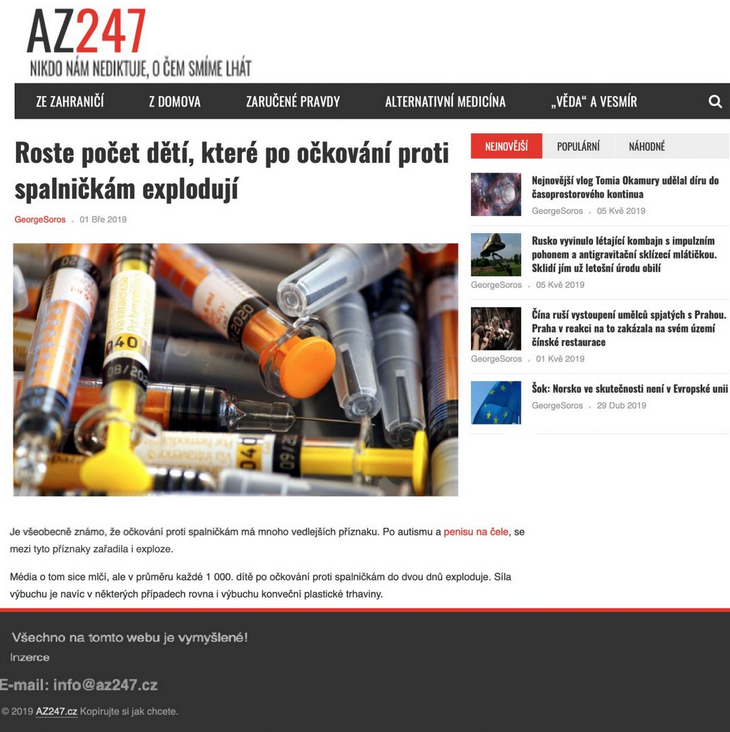 AZ247
NIKDO NÁM NEDIKTUJE, O ČEM SMÍME LHÁT
ZE ZAHRANIČÍ Z DOMOVA ZARUČENÉ PRAVDY ALTERNATIVNÍ MEDICÍNA „VĚDA“ A VESMÍR
Roste počet dětí, které po očkování proti
spalničkám explodují
GeorgeSoros . 01 Bře 2019
040
08/20
2020
09/20
NEJNOVĚJŠÍ POPULÁRNÍ NÁHODNÉ
Nejnovější vlog Tomia Okamury udělal díru do
časoprostorového kontinua
GeorgeSoros . 05 Kvě 2019
Rusko vyvinulo létající kombajn s impulzním
pohonem a antigravitační sklízecí mlátičkou.
Sklidí jím už letošní úrodu obilí
GeorgeSoros . 05 Kvě 2019
Čína ruší vystoupení umělců spjatých s Prahou.
Praha v reakci na to zakázala na svém území
čínské restaurace
GeorgeSoros . 01 Kvě 2019
Šok: Norsko ve skutečnosti není v Evropské unii
GeorgeSoros . 29 Dub 2019
Je všeobecně známo, že očkování proti spalničkám má mnoho vedlejších příznaku. Po autismu a penisu na čele, se
mezi tyto příznaky zařadila i exploze.
Média o tom sice mlčí, ale v průměru každé 1 000. dítě po očkování proti spalničkám do dvou dnů exploduje. Síla
výbuchu je navíc v některých případech rovna i výbuchu konveční plastické trhaviny.
Všechno na tomto webu je vymyšlené!
Inzerce
E-mail: info@az247.cz
© 2019 AZ247.cz Kopírujte si jak chcete.